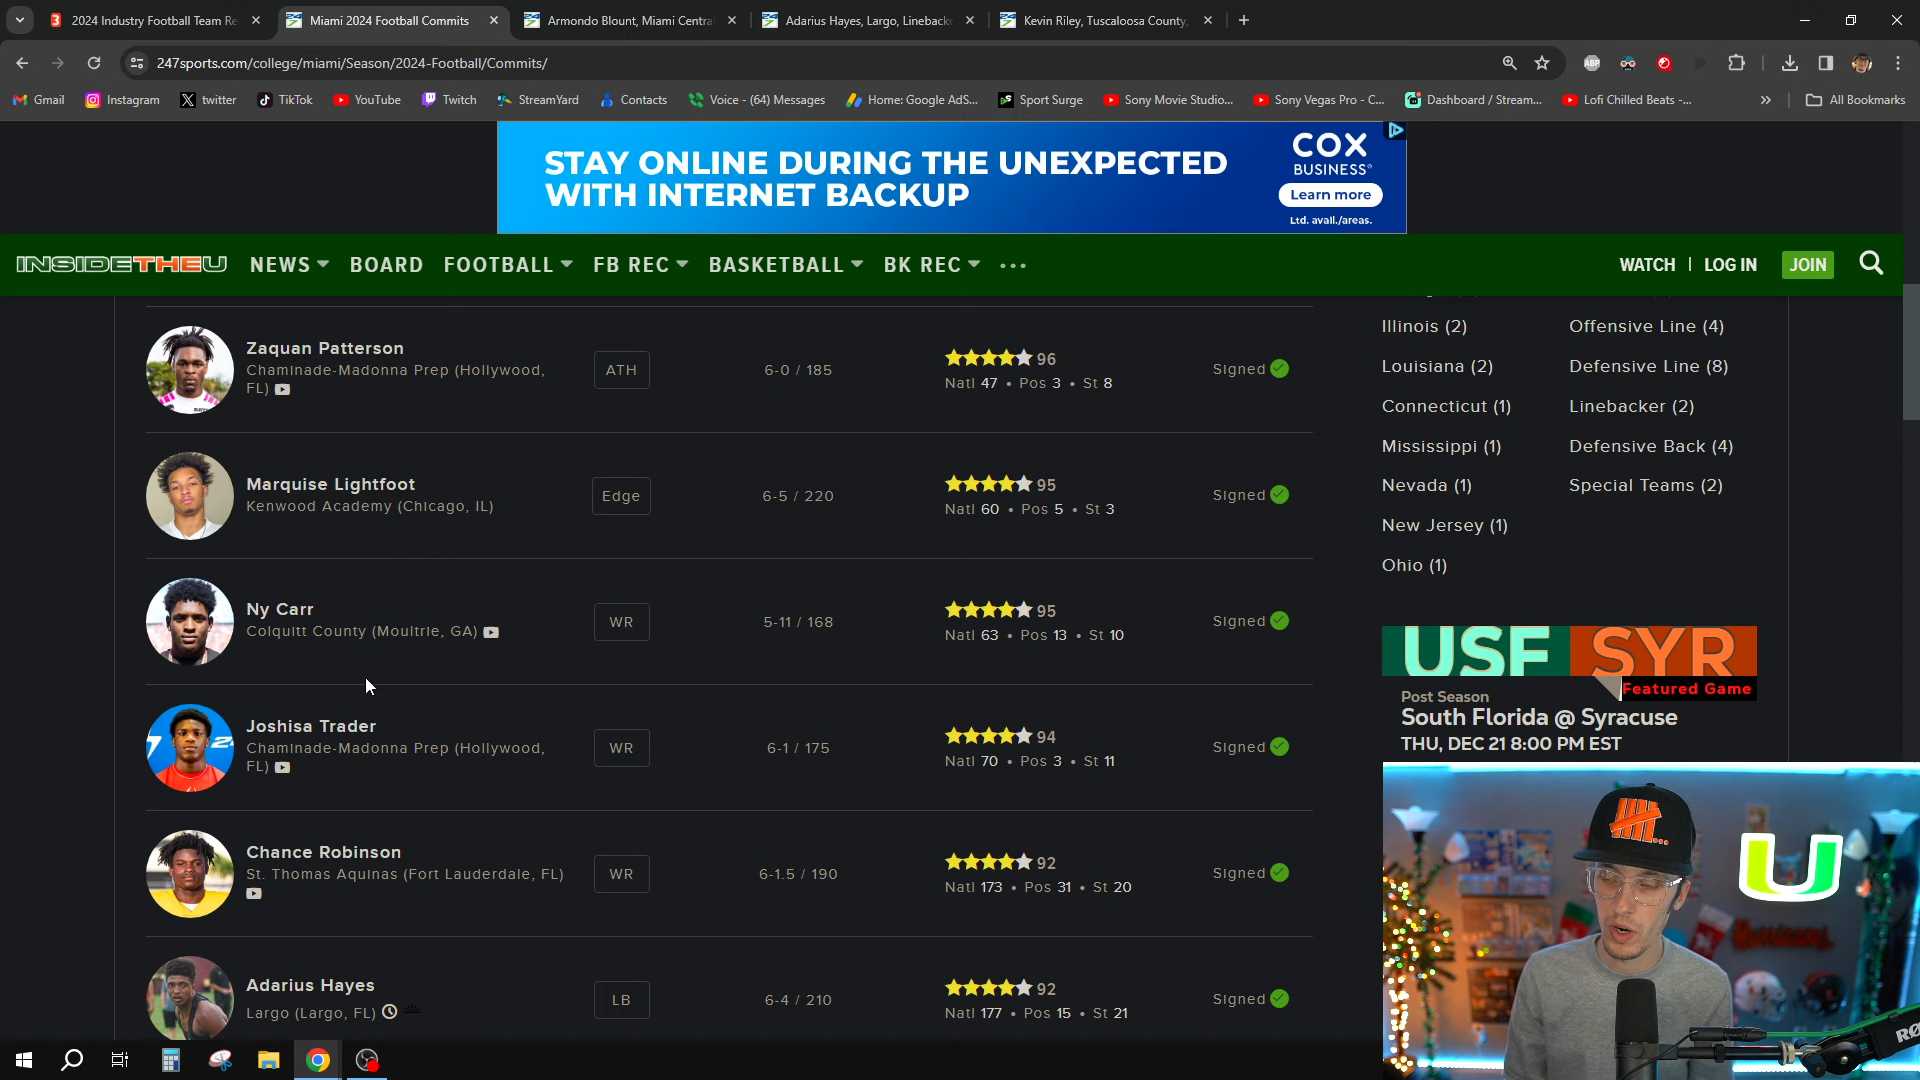 2024 Industry Football Team Re
Miami 2024 Football Commits
Armondo Blount, Miami Centra
Adarius Hayes, Largo, Linebacke
Kevin Riley, Tuscaloosa County,
247sports.com/college/miami/Season/2024-Football/Commits/
Gmail
Instagram
twitter
TikTok
YouTube
Twitch
StreamYard
Contacts
Voice - (64) Messages
Home: Google AdS...
Sport Surge
Sony Movie Studio...
Sony Vegas Pro - C...
Dashboard / Stream...
Lofi Chilled Beats -...
All Bookmarks
STAY ONLINE DURING THE UNEXPECTED
WITH INTERNET BACKUP
COX
BUSINESS
Learn more
Ltd. avail./areas.
INSIDETHEU NEWS BOARD FOOTBALL FB REC BASKETBALL BK REC
WATCH | LOG IN JOIN
Zaquan Patterson
Chaminade-Madonna Prep (Hollywood,
FL)
ATH
6-0 / 185
96
Natl 47 • Pos 3 • St 8
Signed
Marquise Lightfoot
Kenwood Academy (Chicago, IL)
Edge
6-5 / 220
95
Natl 60 • Pos 5 • St 3
Signed
Ny Carr
Colquitt County (Moultrie, GA)
WR
5-11 / 168
95
Natl 63 • Pos 13 • St 10
Signed
Joshisa Trader
Chaminade-Madonna Prep (Hollywood,
FL)
WR
6-1 / 175
94
Natl 70 • Pos 3 • St 11
Signed
Chance Robinson
St. Thomas Aquinas (Fort Lauderdale, FL)
WR
6-1.5 / 190
92
Natl 173 • Pos 31 • St 20
Signed
Adarius Hayes
Largo (Largo, FL)
LB
6-4 / 210
92
Natl 177 • Pos 15 • St 21
Signed
Illinois (2)
Louisiana (2)
Connecticut (1)
Mississippi (1)
Nevada (1)
New Jersey (1)
Ohio (1)
Offensive Line (4)
Defensive Line (8)
Linebacker (2)
Defensive Back (4)
Special Teams (2)
USF SYR
Featured Game
Post Season
South Florida @ Syracuse
THU, DEC 21 8:00 PM EST
U